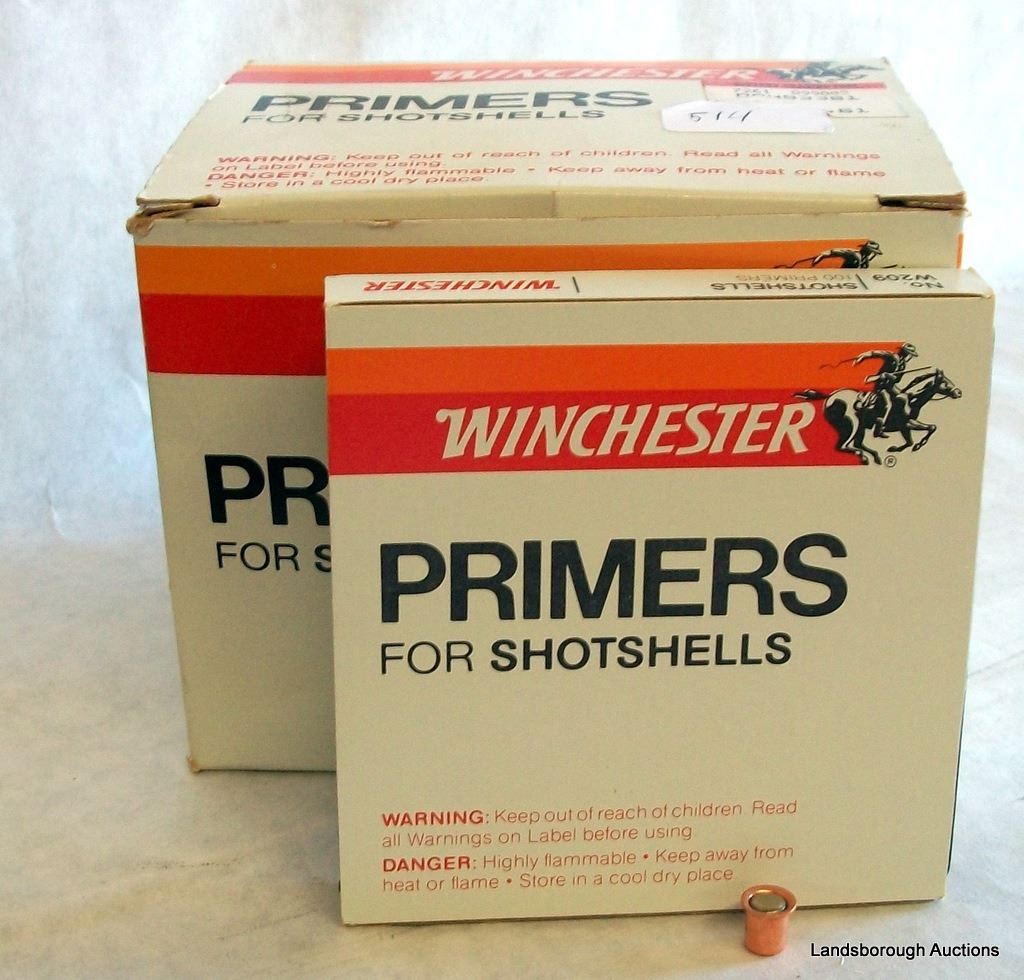 WINCHESTER
PRIMERS
FOR SHOTSHELLS
514
WARNING: Keep out of reach of children. Read all Warnings
on Label before using.
DANGER: Highly flammable • Keep away from heat or flame
• Store in a cool dry place.
PR
FOR S
WINCHESTER
SHOTSHELLS
100 PRIMERS
No.
W209
WINCHESTER
®
PRIMERS
FOR SHOTSHELLS
WARNING: Keep out of reach of children. Read
all Warnings on Label before using.
DANGER: Highly flammable • Keep away from
heat or flame • Store in a cool dry place.
Landsborough Auctions